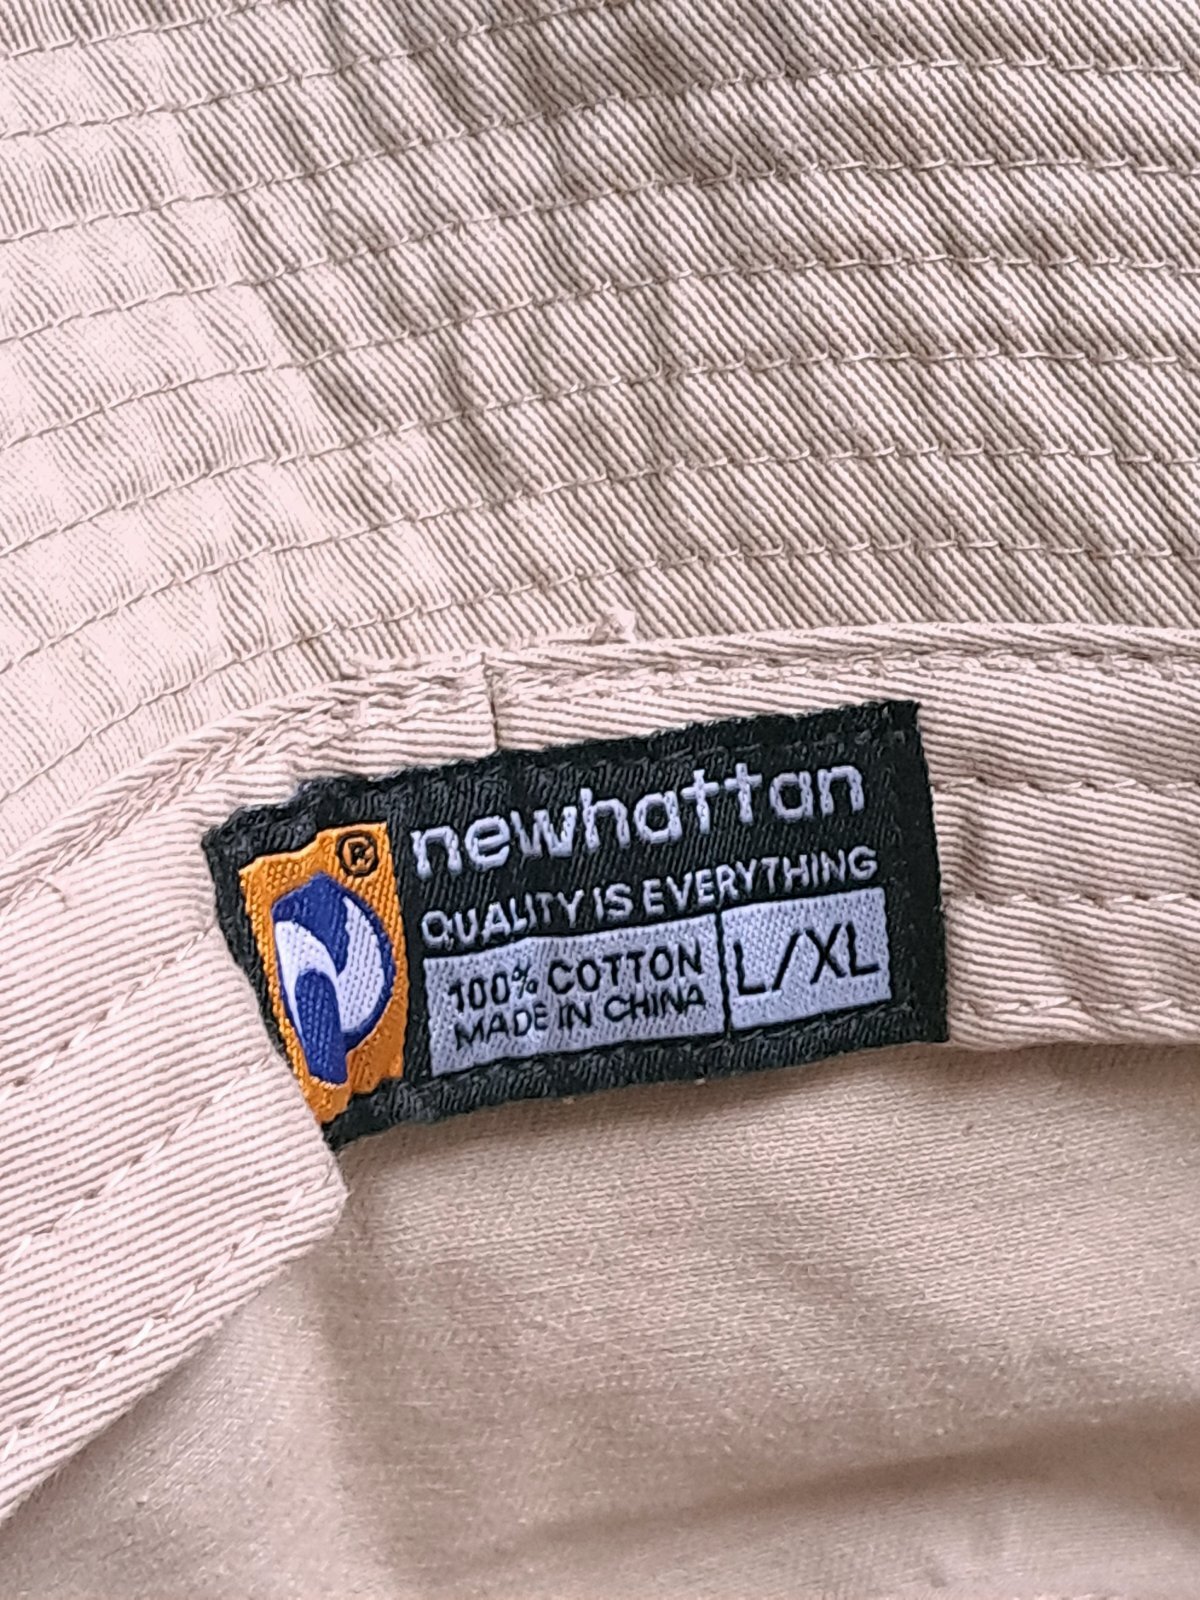 ®
newhattan
QUALITY IS EVERYTHING
100% COTTON
MADE IN CHINA
L/XL